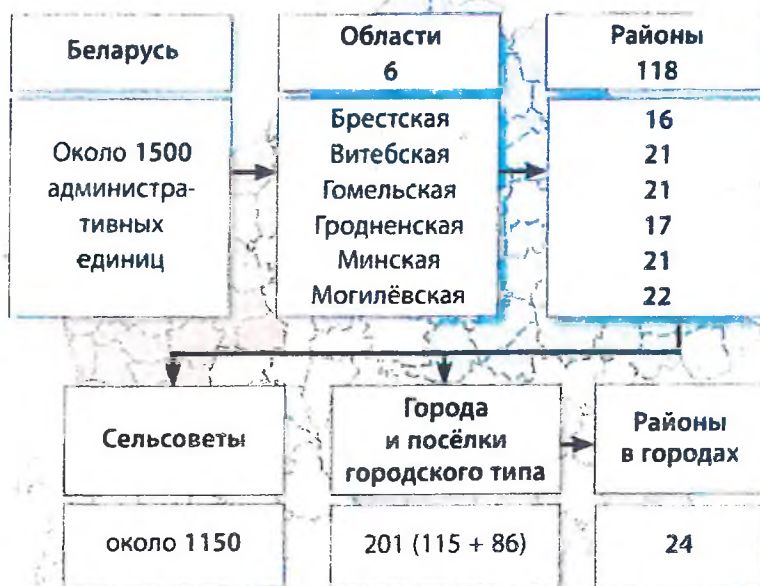 Беларусь
Области
6
Районы
118
Около 1500
администра-
тивных
единиц
Брестская
Витебская
Гомельская
Гродненская
Минская
Могилёвская
16
21
21
17
21
22
Сельсоветы
Города
и посёлки
городского типа
Районы
в городах
около 1150
201 (115 + 86)
24